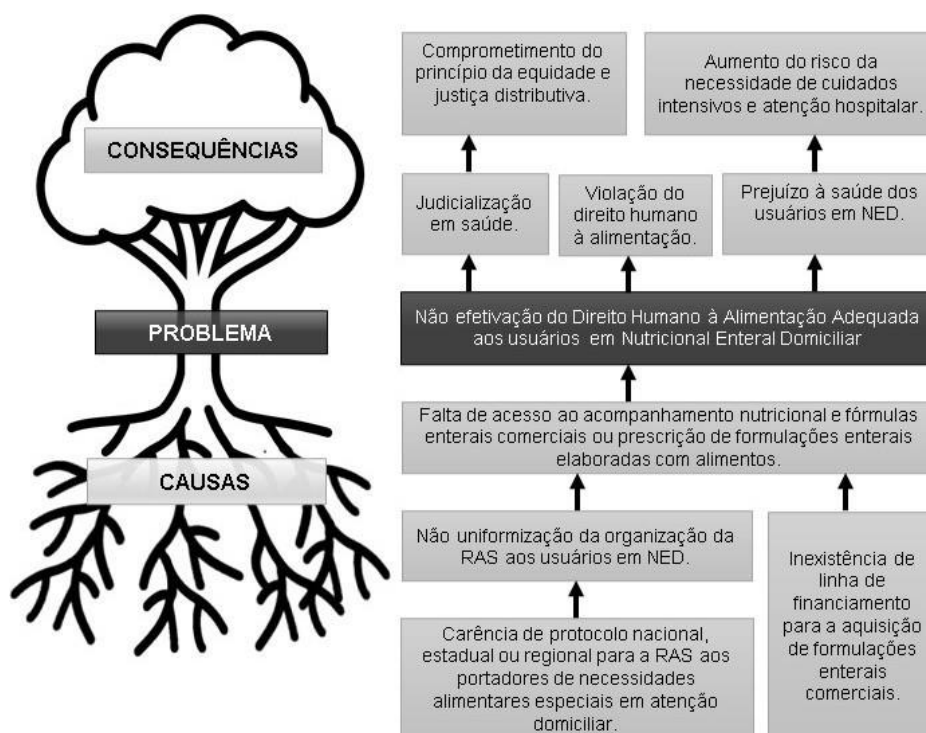 Comprometimento do
princípio da equidade e
justiça distributiva.
Aumento do risco da
necessidade de cuidados
intensivos e atenção hospitalar.
CONSEQUÊNCIAS
Judicialização
em saúde.
Violação do
direito humano
à alimentação.
Prejuízo à saúde dos
usuários em NED.
PROBLEMA
Não efetivação do Direito Humano à Alimentação Adequada
aos usuários em Nutricional Enteral Domiciliar
Falta de acesso ao acompanhamento nutricional e fórmulas
enterais comerciais ou prescrição de formulações enterais
elaboradas com alimentos.
CAUSAS
Não uniformização da organização da
RAS aos usuários em NED.
Inexistência de
linha de
financiamento
para a aquisição
de formulações
enterais
comerciais.
Carência de protocolo nacional,
estadual ou regional para a RAS aos
portadores de necessidades
alimentares especiais em atenção
domiciliar.